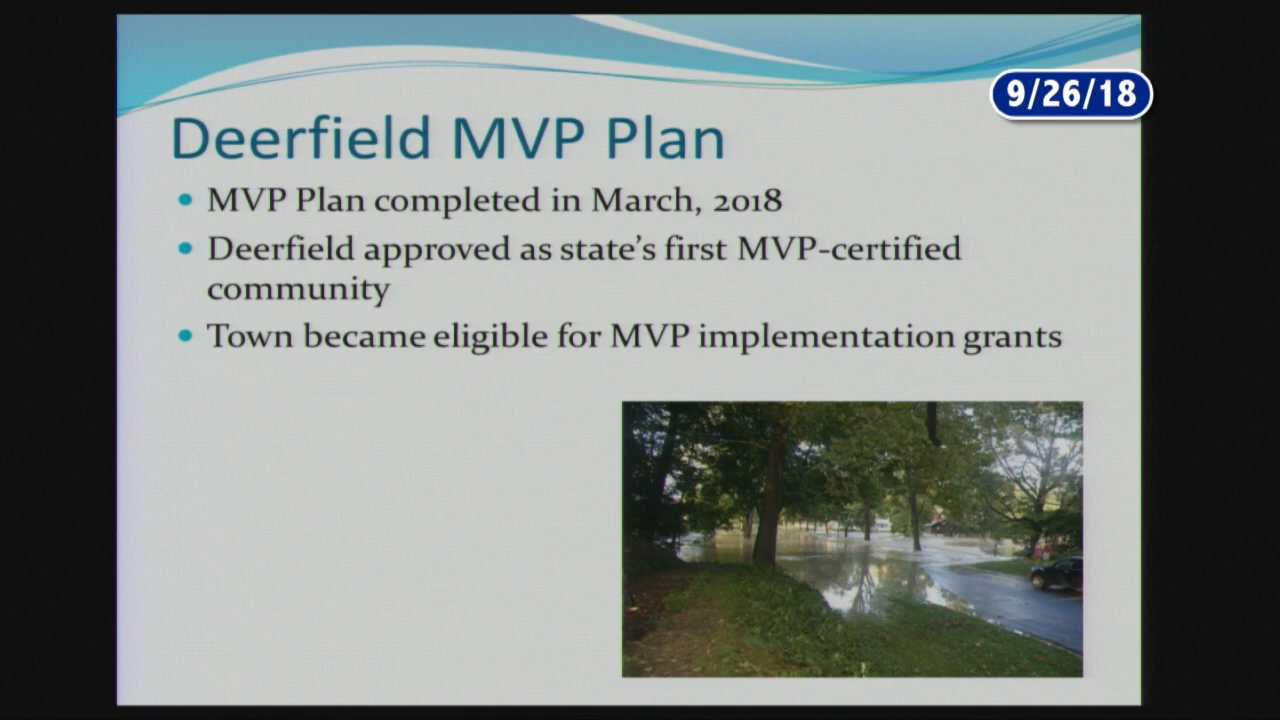 9/26/18
Deerfield MVP Plan
• MVP Plan completed in March, 2018
• Deerfield approved as state’s first MVP-certified
community
• Town became eligible for MVP implementation grants